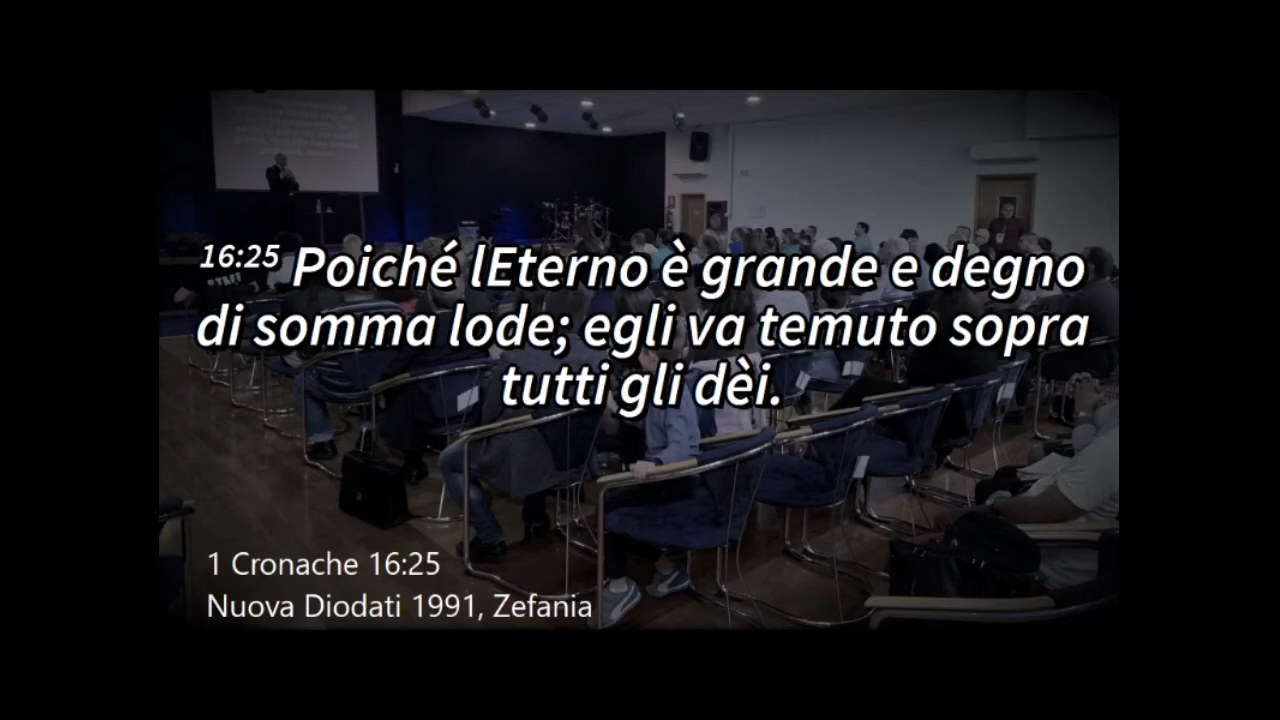 16:25 Poiché lEterno è grande e degno
di somma lode; egli va temuto sopra
tutti gli dèi.
STAFF
1 Cronache 16:25
Nuova Diodati 1991, Zefania